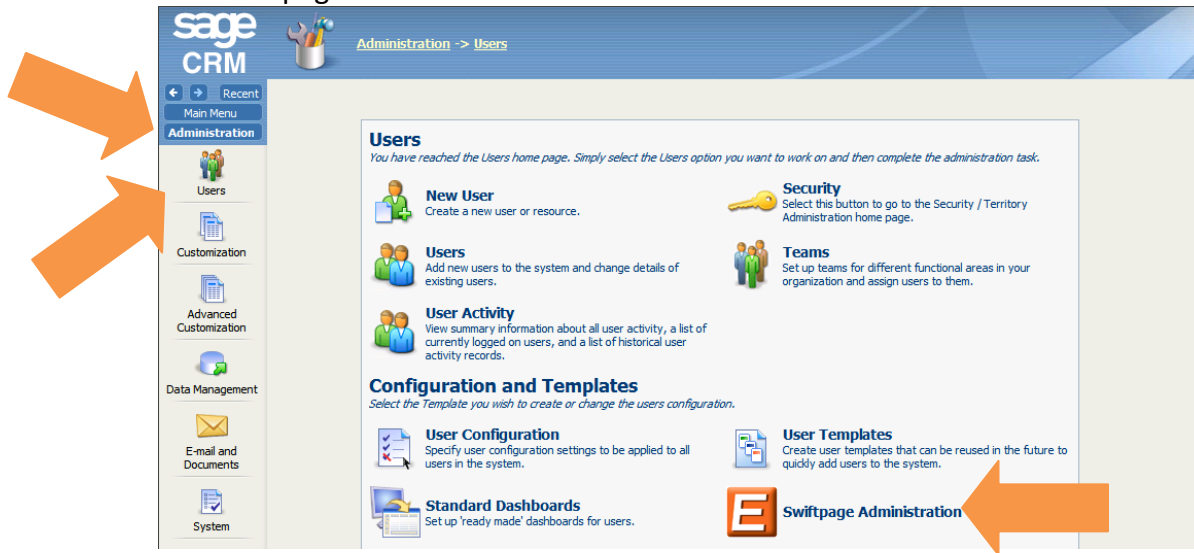 sage
CRM
Administration -> Users
Recent
Main Menu
Administration
Users
Customization
Advanced
Customization
Data Management
E-mail and
Documents
System
Users
You have reached the Users home page. Simply select the Users option you want to work on and then complete the administration task.
New User
Create a new user or resource.
Security
Select this button to go to the Security / Territory
Administration home page.
Users
Add new users to the system and change details of
existing users.
Teams
Set up teams for different functional areas in your
organization and assign users to them.
User Activity
View summary information about all user activity, a list of
currently logged on users, and a list of historical user
activity records.
Configuration and Templates
Select the Template you wish to create or change the users configuration.
User Configuration
Specify user configuration settings to be applied to all
users in the system.
User Templates
Create user templates that can be reused in the future to
quickly add users to the system.
Standard Dashboards
Set up 'ready made' dashboards for users.
E
Swiftpage Administration